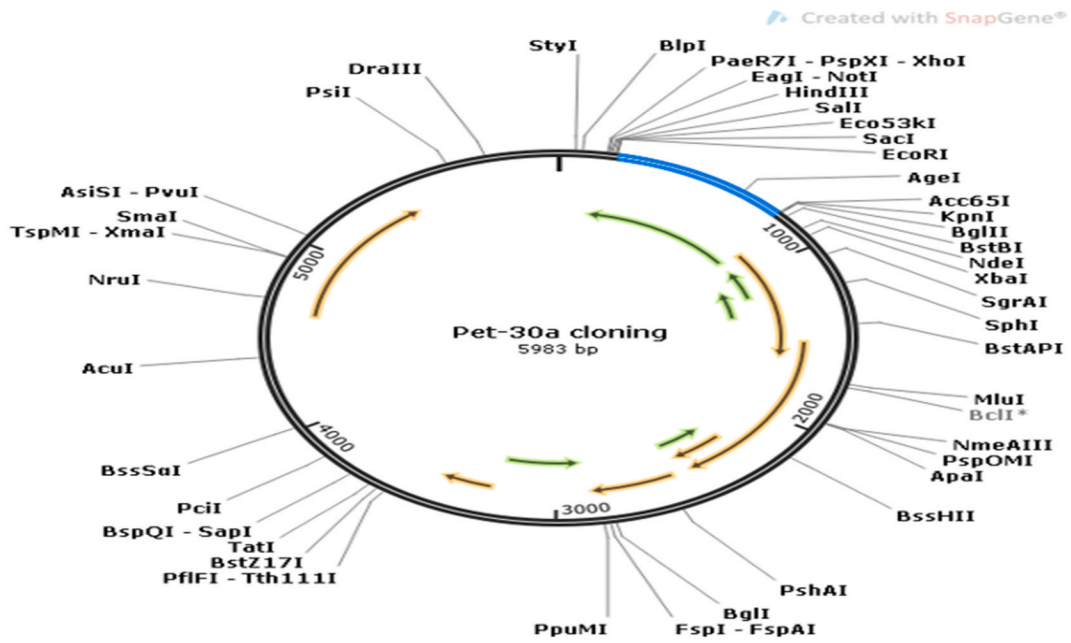 Created with SnapGene®
StyI
BlpI
PaeR7I - PspXI - XhoI
EagI - NotI
HindIII
SalI
Eco53kI
SacI
EcoRI
AgeI
Acc65I
KpnI
BglII
BstBI
NdeI
XbaI
SgrAI
SphI
BstAPI
MluI
BclI*
NmeAIII
PspOMI
ApaI
BssHII
PshAI
BglI
FspI - FspAI
PpuMI
PflFI - Tth111I
BstZ17I
TatI
BspQI - SapI
PciI
BssSαI
AcuI
NruI
TspMI - XmaI
SmaI
AsiSI - PvuI
PsiI
DraIII
1000
2000
3000
4000
5000
Pet-30a cloning
5983 bp